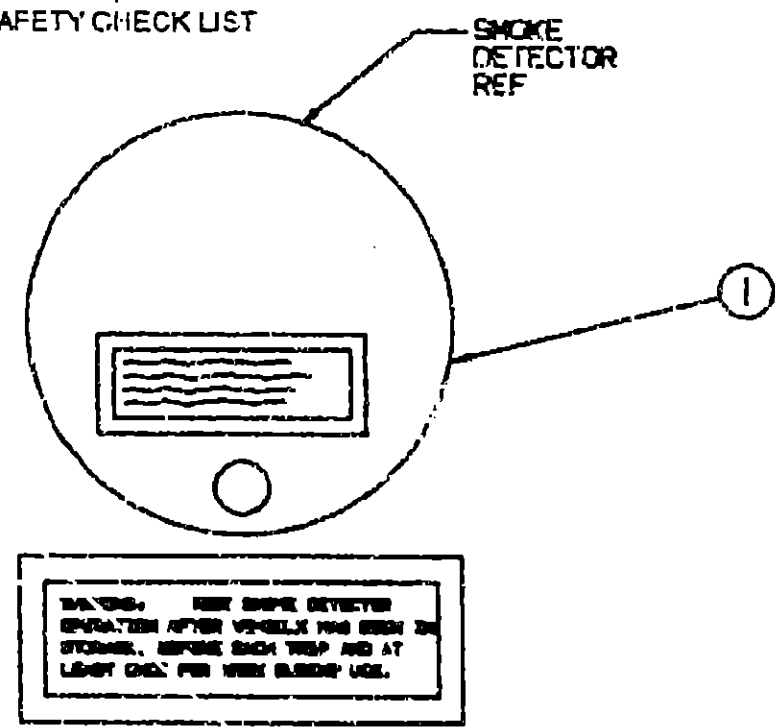 AFETY CHECK LIST
SMOKE
DETECTOR
REF
1
WARNING: TEST SMOKE DETECTOR
OPERATION AFTER VEHICLE HAS BEEN IN
STORAGE, BEFORE EACH TRIP AND AT
LEAST ONCE PER WEEK DURING USE.